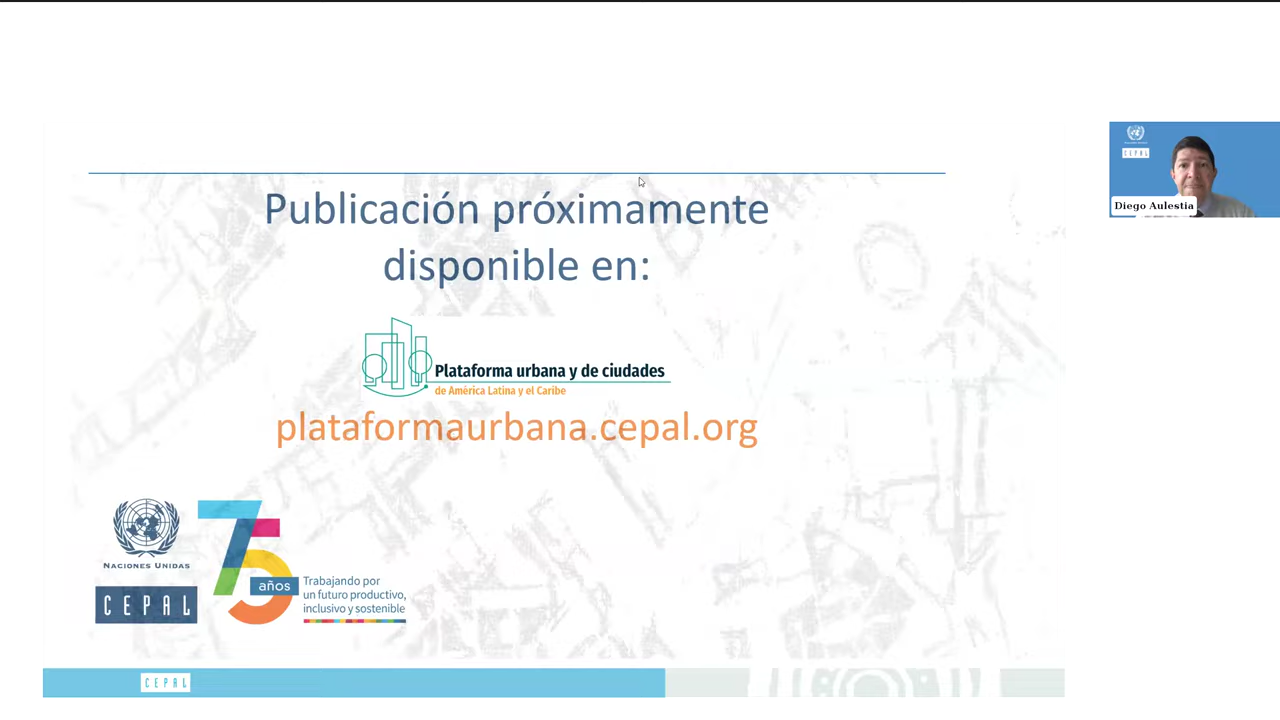 Publicación próximamente
disponible en:
Plataforma urbana y de ciudades
de América Latina y el Caribe
plataformaurbana.cepal.org
NACIONES UNIDAS
CEPAL
75
años
Trabajando por
un futuro productivo,
inclusivo y sostenible
CEPAL
CEPAL
Diego Aulestia